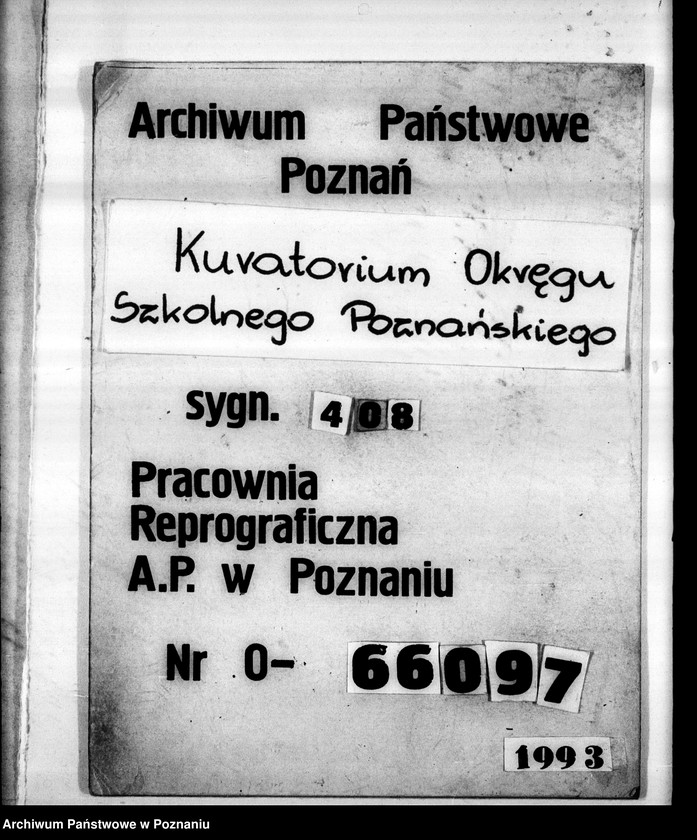 Archiwum Państwowe
Poznań
Kuratorium Okręgu
Szkolnego Poznańskiego
sygn. 408
Pracownia
Reprograficzna
A.P. w Poznaniu
Nr 0- 66097
1993
Archiwum Państwowe w Poznaniu